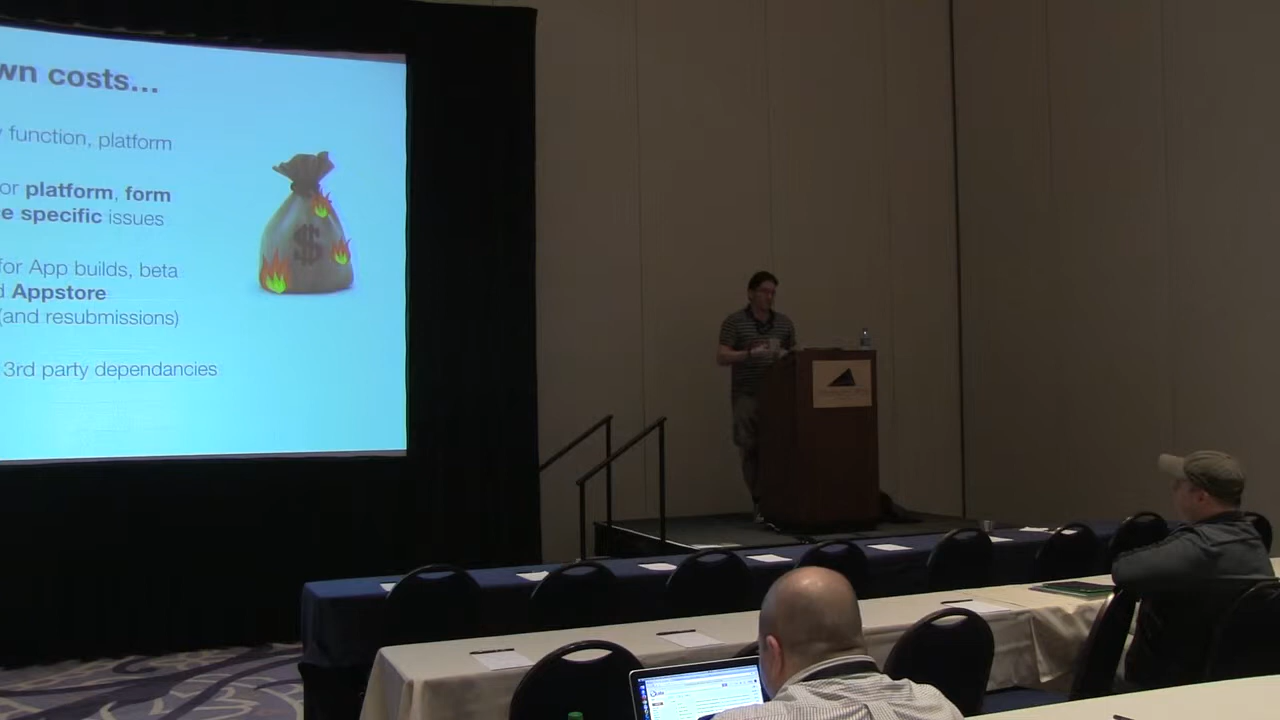 wn costs...
function, platform
or platform, form
e specific issues
for App builds, beta
d Appstore
(and resubmissions)
3rd party dependancies
$